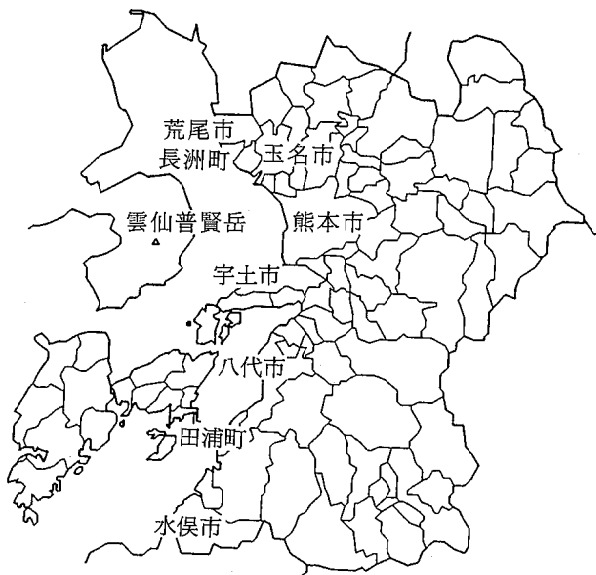 荒尾市
長洲町
玉名市
雲仙普賢岳
熊本市
宇土市
八代市
田浦町
水俣市